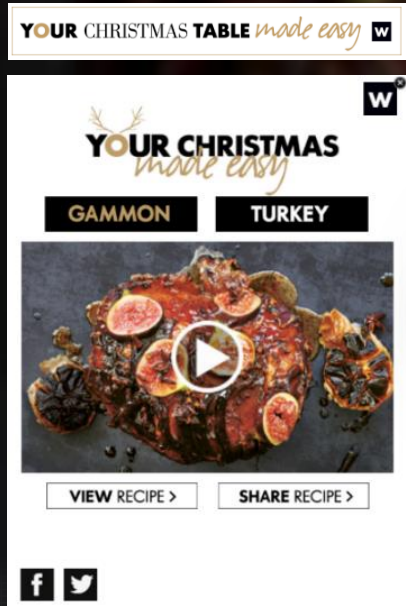 YOUR CHRISTMAS TABLE made easy W
W
YOUR CHRISTMAS
made easy
GAMMON TURKEY
VIEW RECIPE > SHARE RECIPE >
f